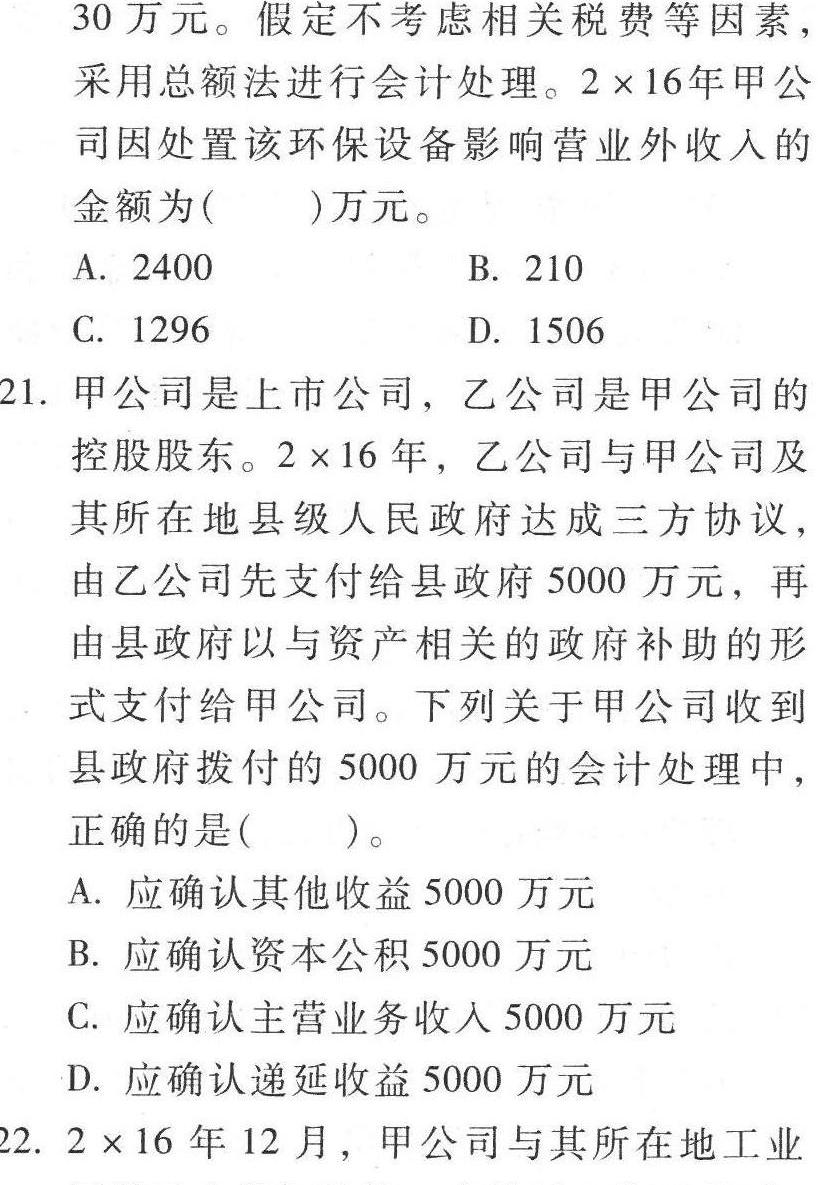 30 万元。假定不考虑相关税费等因素，
采用总额法进行会计处理。2×16年甲公
司因处置该环保设备影响营业外收入的
金额为(　　)万元。
A. 2400　　B. 210
C. 1296　　D. 1506
21. 甲公司是上市公司，乙公司是甲公司的
控股股东。2×16 年，乙公司与甲公司及
其所在地县级人民政府达成三方协议，
由乙公司先支付给县政府 5000 万元，再
由县政府以与资产相关的政府补助的形
式支付给甲公司。下列关于甲公司收到
县政府拨付的 5000 万元的会计处理中，
正确的是(　　)。
A. 应确认其他收益 5000 万元
B. 应确认资本公积 5000 万元
C. 应确认主营业务收入 5000 万元
D. 应确认递延收益 5000 万元
22. 2×16 年 12 月，甲公司与其所在地工业